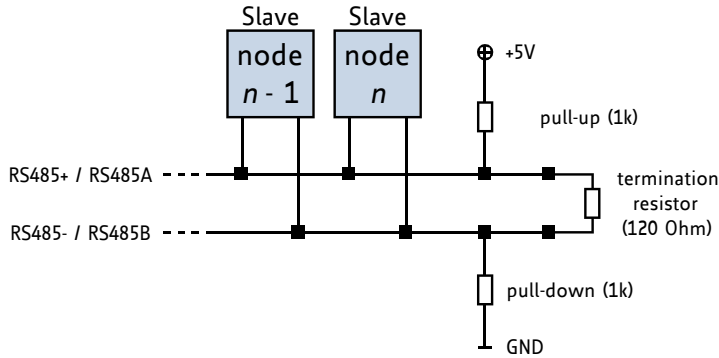 Slave
Slave
node
n - 1
node
n
+5V
pull-up (1k)
RS485+ / RS485A
termination
resistor
(120 Ohm)
RS485- / RS485B
pull-down (1k)
GND